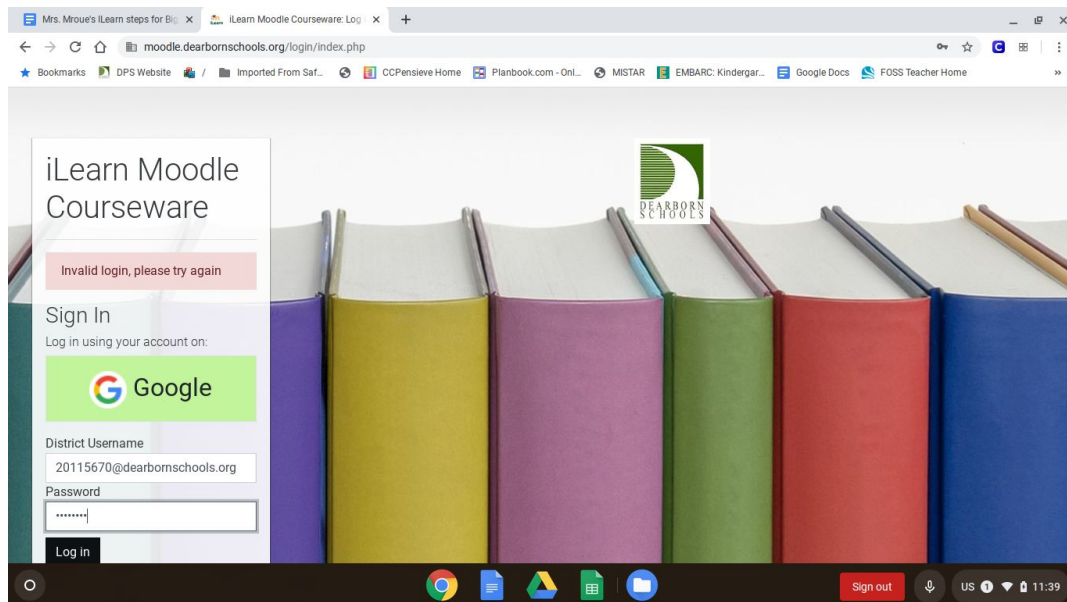 Mrs. Mroue's ILearn steps for Big
iLearn Moodle Courseware: Log
moodle.dearbornschools.org/login/index.php
Bookmarks DPS Website / Imported From Saf... CCPensieve Home Planbook.com - Onl... MISTAR EMBARC: Kindergar... Google Docs FOSS Teacher Home »
iLearn Moodle
Courseware
DEARBORN
SCHOOLS
Invalid login, please try again
Sign In
Log in using your account on:
Google
District Username
20115670@dearbornschools.org
Password
••••••••
Log in
Sign out US 1 11:39